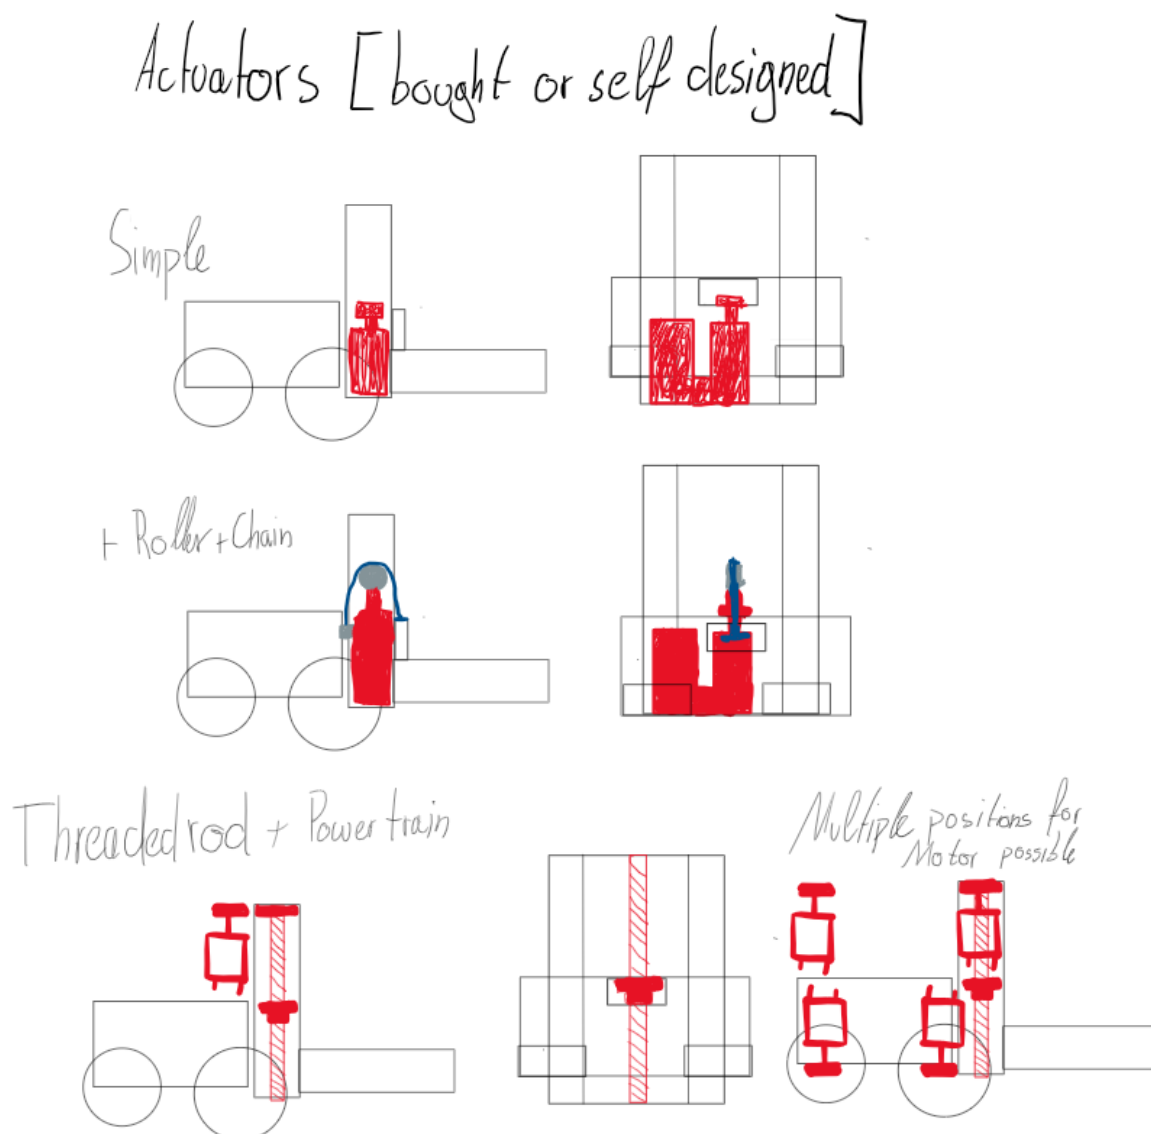 Actuators [bought or self designed]
Simple
+ Roller+Chain
Threaded rod + Power train
Multiple positions for
Motor possible